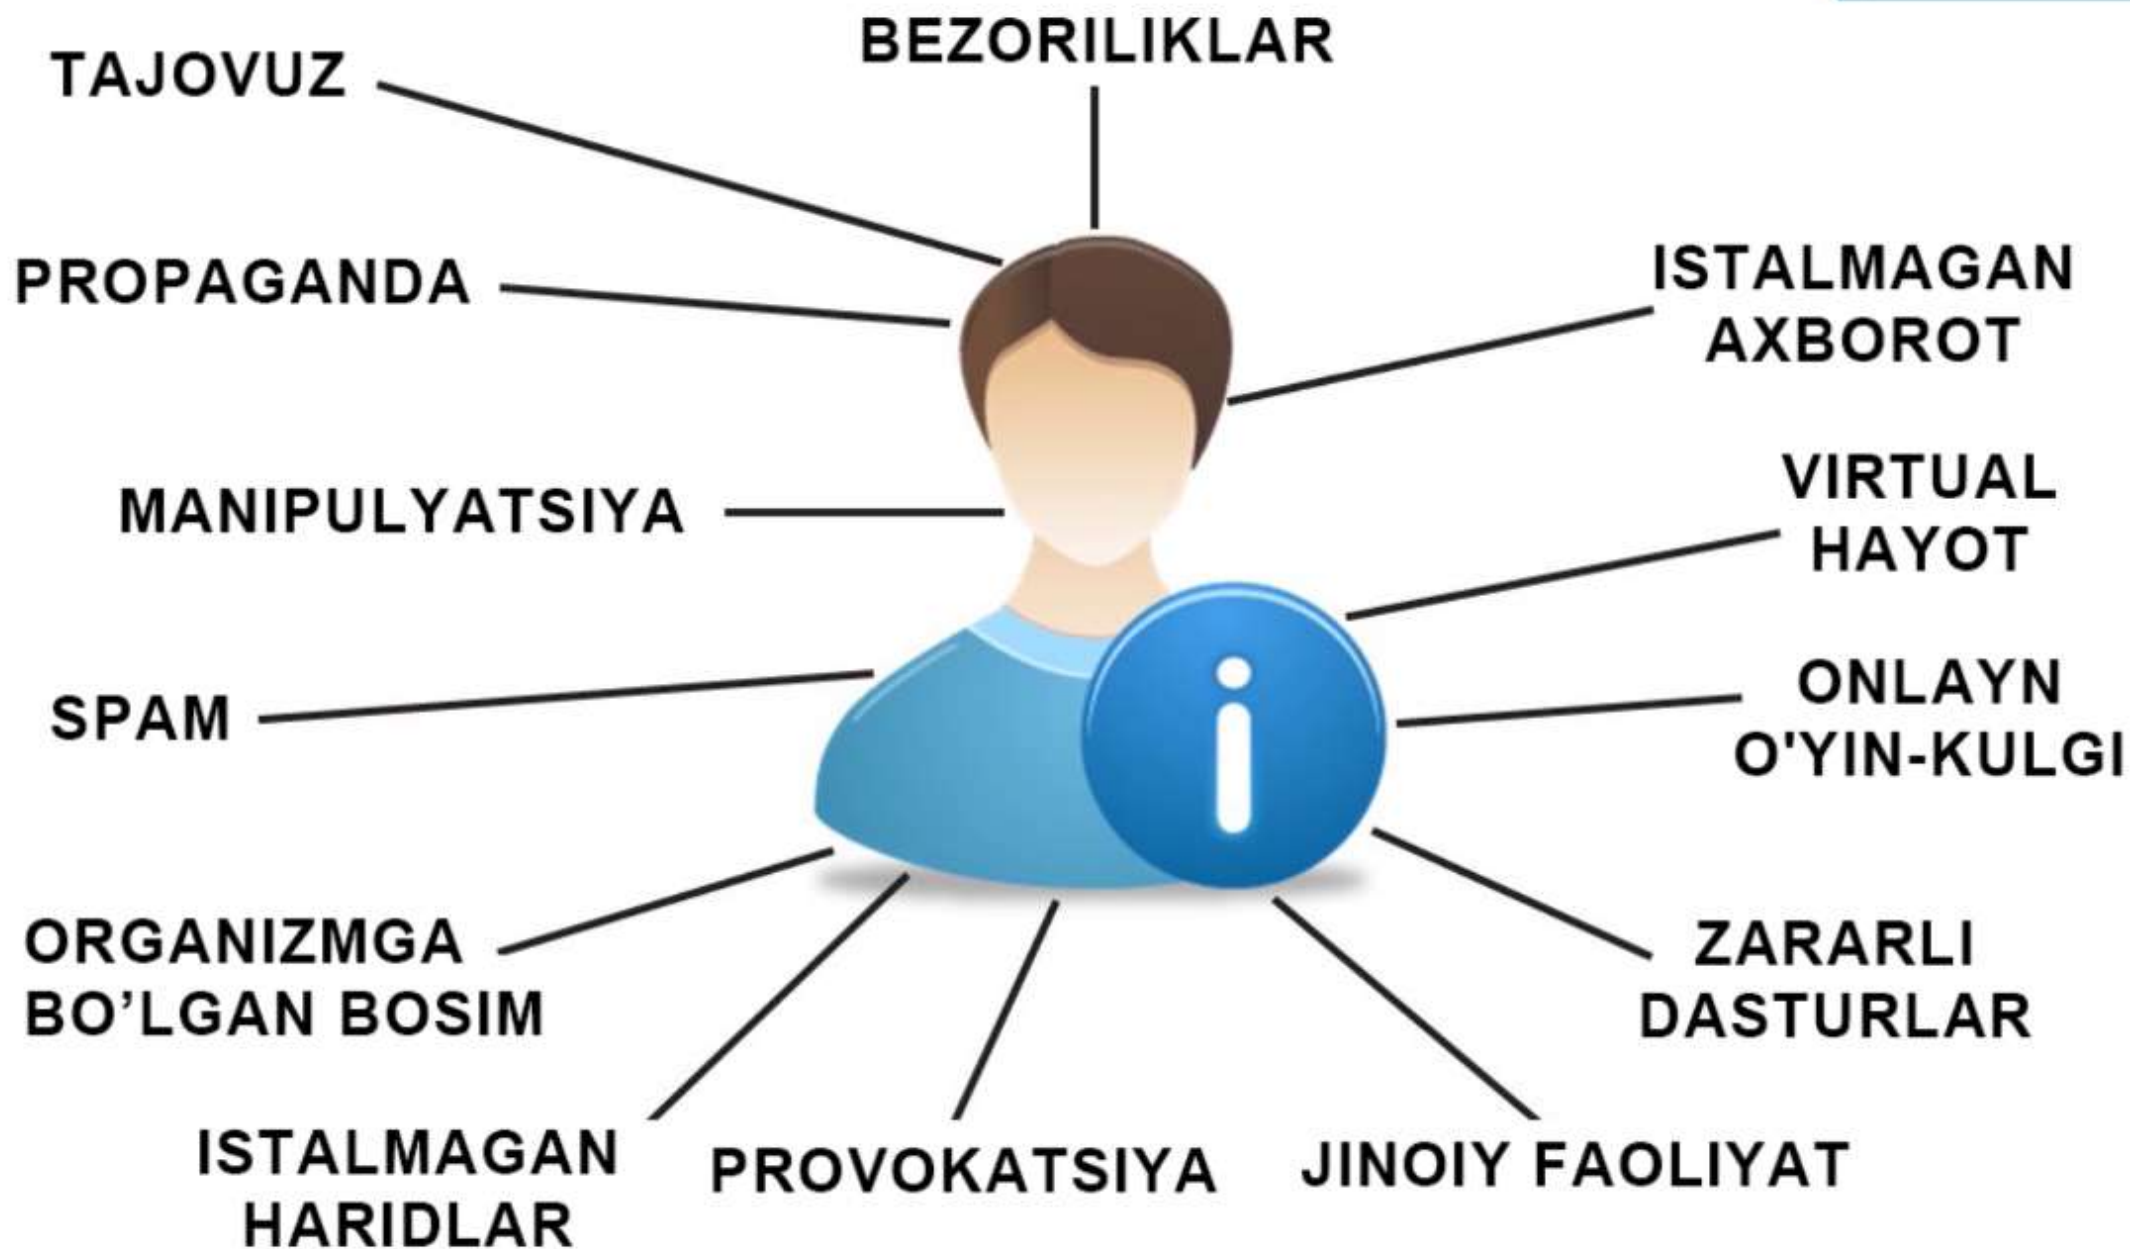 BEZORILIKLAR
TAJOVUZ
PROPAGANDA
ISTALMAGAN
AXBOROT
MANIPULYATSIYA
VIRTUAL
HAYOT
SPAM
ONLAYN
O'YIN-KULGI
ORGANIZMGA
BO’LGAN BOSIM
ZARARLI
DASTURLAR
ISTALMAGAN
HARIDLAR
PROVOKATSIYA
JINOIY FAOLIYAT